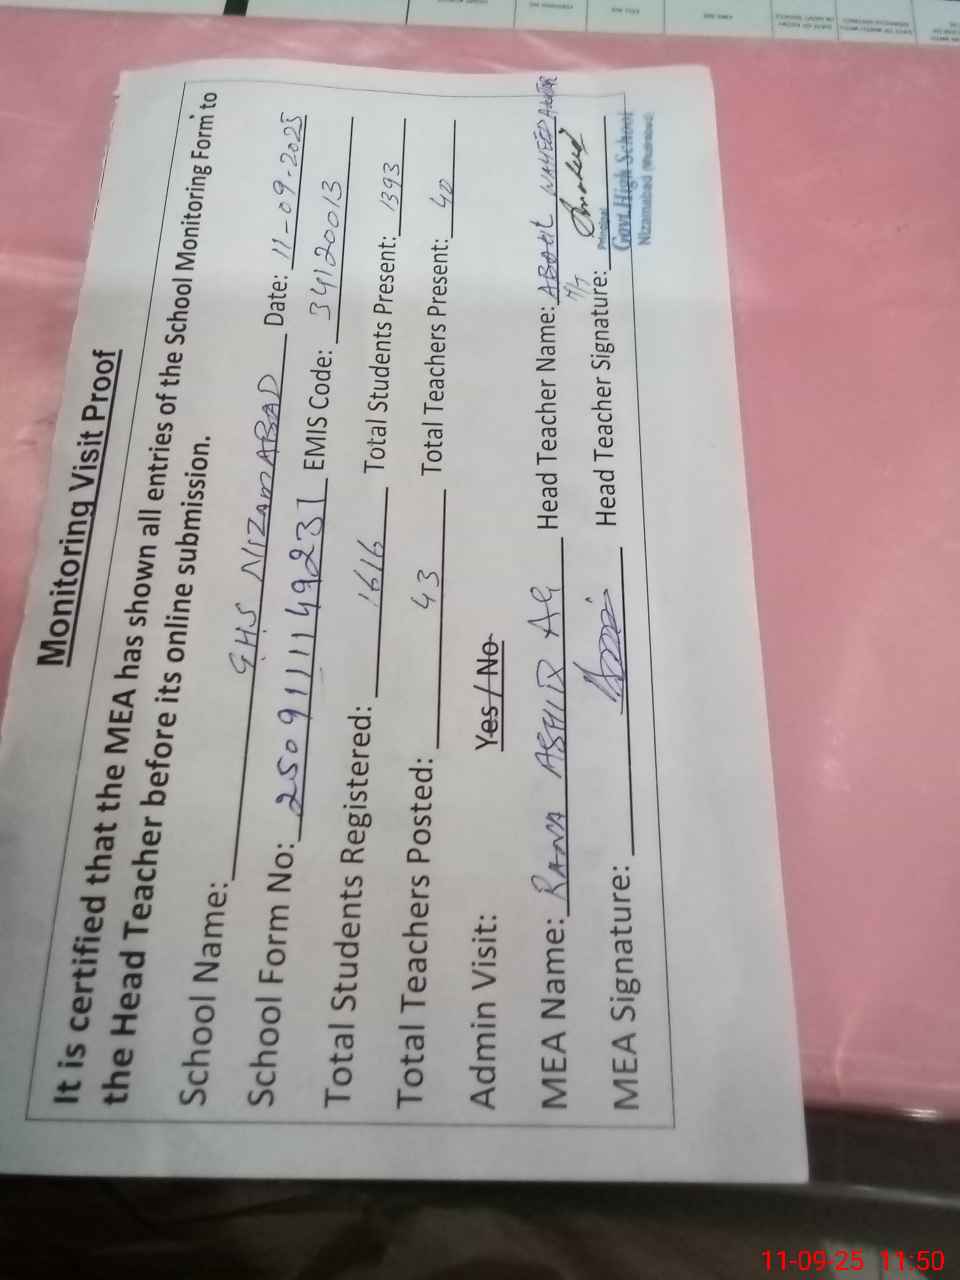 Monitoring Visit Proof
It is certified that the MEA has shown all entries of the School Monitoring Form to
the Head Teacher before its online submission.
School Name: GHS NIZAMABAD Date: 11-09-2025
School Form No: 250911114923 EMIS Code: 34120013
Total Students Registered: 1616 Total Students Present: 1393
Total Teachers Posted: 43 Total Teachers Present: 40
Admin Visit: Yes / No
MEA Name: RANA ASHIR Head Teacher Name: NAHEED
MEA Signature: Head Teacher Signature:
Principal
Govt. High School
Nizamabad
11-09-25 11:50